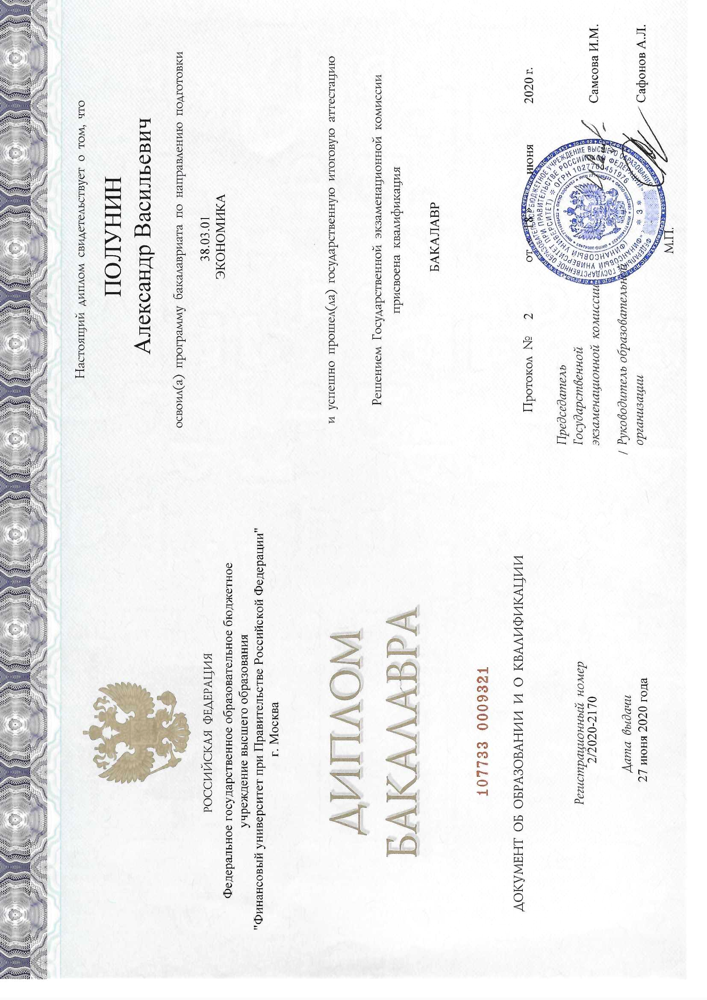 РОССИЙСКАЯ ФЕДЕРАЦИЯ
Федеральное государственное образовательное бюджетное
учреждение высшего образования
"Финансовый университет при Правительстве Российской Федерации"
г. Москва
ДИПЛОМ
БАКАЛАВРА
107733 0009321
ДОКУМЕНТ ОБ ОБРАЗОВАНИИ И О КВАЛИФИКАЦИИ
Регистрационный номер
2/2020-2170
Дата выдачи
27 июня 2020 года
Настоящий диплом свидетельствует о том, что
ПОЛУНИН
Александр Васильевич
освоил(а) программу бакалавриата по направлению подготовки
38.03.01
ЭКОНОМИКА
и успешно прошел(ла) государственную итоговую аттестацию
Решением Государственной экзаменационной комиссии
присвоена квалификация
БАКАЛАВР
Протокол № 2 от « 18 » июня 2020 г.
Председатель
Государственной
экзаменационной комиссии Самсова И.М.
/ Руководитель образовательной
организации Сафонов А.Л.
М.П.
ФЕДЕРАЛЬНОЕ ГОСУДАРСТВЕННОЕ ОБРАЗОВАТЕЛЬНОЕ БЮДЖЕТНОЕ УЧРЕЖДЕНИЕ ВЫСШЕГО ОБРАЗОВАНИЯ
«ФИНАНСОВЫЙ УНИВЕРСИТЕТ ПРИ ПРАВИТЕЛЬСТВЕ РОССИЙСКОЙ ФЕДЕРАЦИИ»
(ФИНАНСОВЫЙ УНИВЕРСИТЕТ) * ОГРН 1027700451976
* 3 *